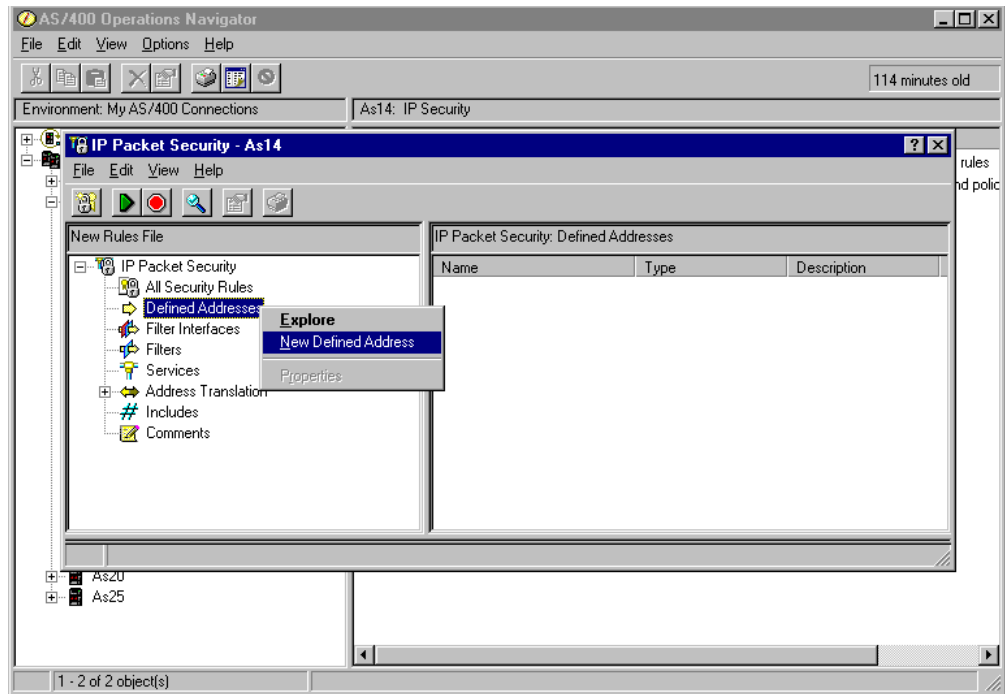 AS/400 Operations Navigator
File Edit View Options Help
114 minutes old
Environment: My AS/400 Connections
As14: IP Security
IP Packet Security - As14
rules
File Edit View Help
nd polic
New Rules File
IP Packet Security: Defined Addresses
IP Packet Security
Name Type Description
All Security Rules
Defined Addresses
Explore
Filter Interfaces
New Defined Address
Filters
Services
Properties
Address Translation
Includes
Comments
As20
As25
1 - 2 of 2 object(s)